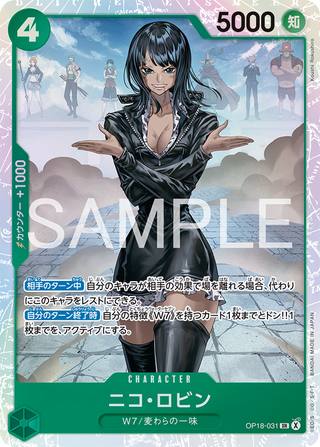 4
5000 知
カウンター+1000
SAMPLE
相手のターン中 自分のキャラが相手の効果で場を離れる場合、代わりにこのキャラをレストにできる。
自分のターン終了時 自分の特徴《W7》を持つカード1枚までとドン!!1枚までを、アクティブにする。
CHARACTER
ニコ・ロビン
W7/麦わらの一味
OP18-031 SR
BANDAI MADE IN JAPAN